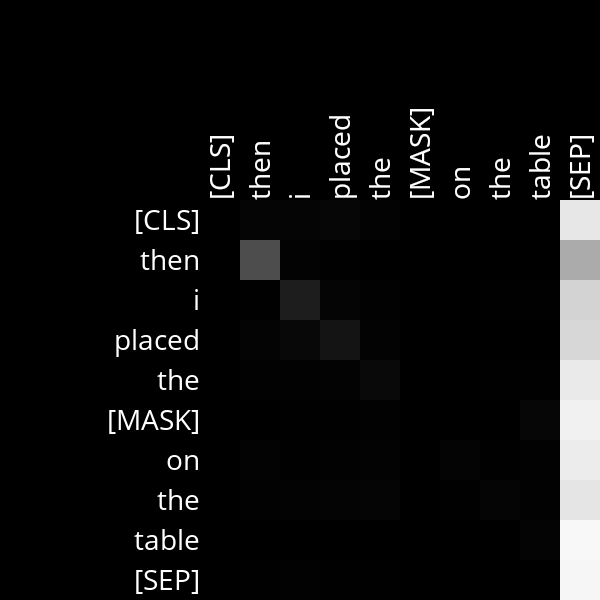 [CLS] then i placed the [MASK] on the table [SEP]
[CLS]
then
i
placed
the
[MASK]
on
the
table
[SEP]